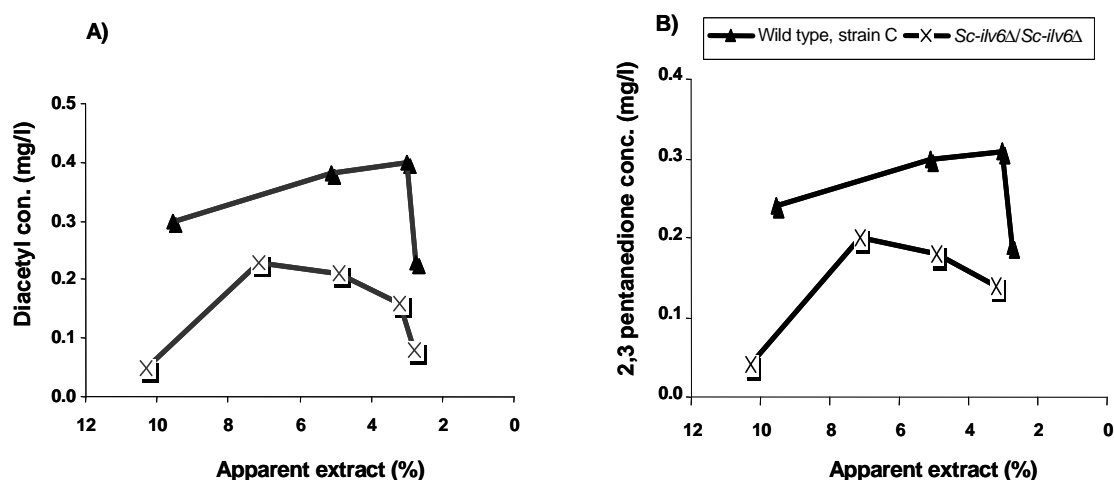 A)
Diacetyl con. (mg/l)
0.5
0.4
0.3
0.2
0.1
0.0
12 10 8 6 4 2 0
Apparent extract (%)
B)
Wild type, strain C Sc-ilv6Δ/Sc-ilv6Δ
2,3 pentanedione conc. (mg/l)
0.4
0.3
0.2
0.1
0.0
12 10 8 6 4 2 0
Apparent extract (%)